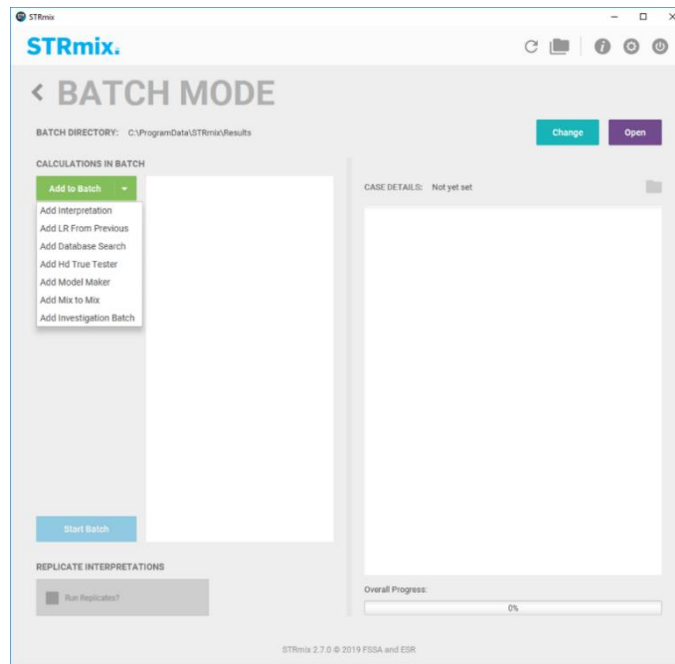 STRmix
STRmix.
BATCH MODE
BATCH DIRECTORY: C:\ProgramData\STRmix\Results
Change
Open
CALCULATIONS IN BATCH
Add to Batch
CASE DETAILS: Not yet set
Add Interpretation
Add LR From Previous
Add Database Search
Add Hd True Tester
Add Model Maker
Add Mix to Mix
Add Investigation Batch
Start Batch
REPLICATE INTERPRETATIONS
Run Replicates?
Overall Progress:
0%
STRmix 2.7.0 © 2019 FSSA and ESR